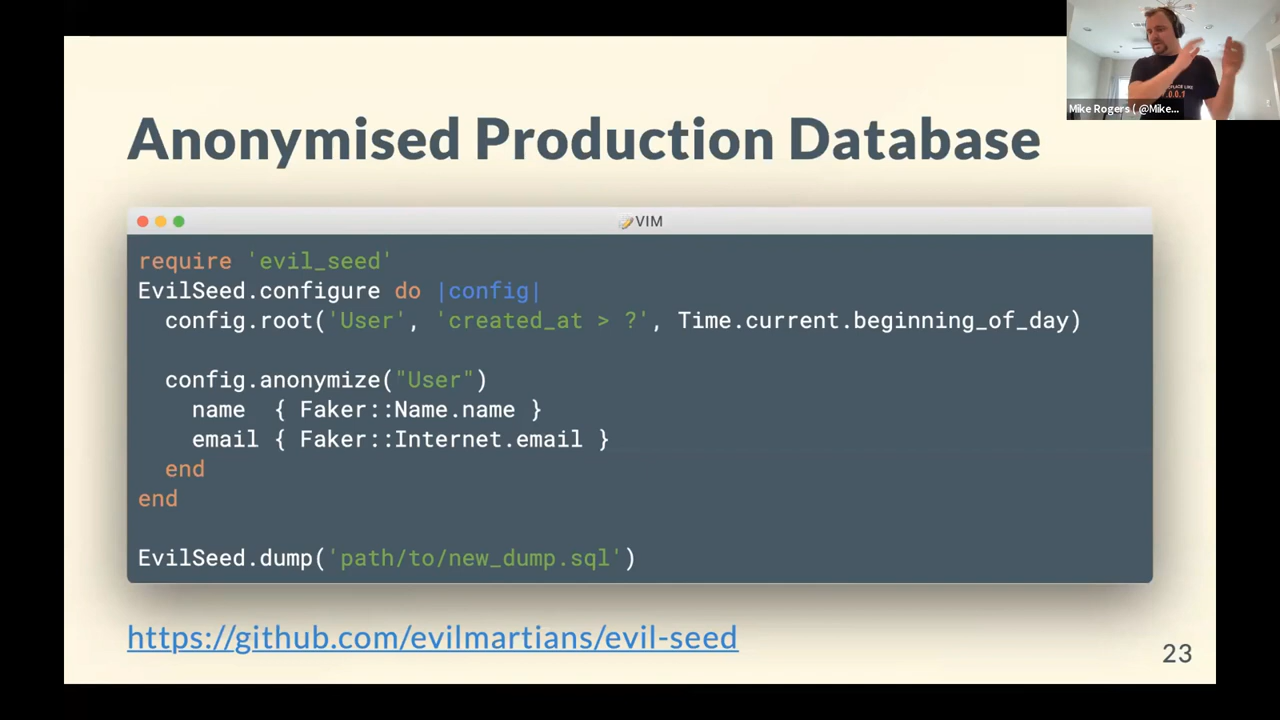 Anonymised Production Database
VIM
require 'evil_seed'
EvilSeed.configure do |config|
  config.root('User', 'created_at > ?', Time.current.beginning_of_day)

  config.anonymize("User")
    name  { Faker::Name.name }
    email { Faker::Internet.email }
  end
end

EvilSeed.dump('path/to/new_dump.sql')
https://github.com/evilmartians/evil-seed
23
Mike Rogers ( @Mike...